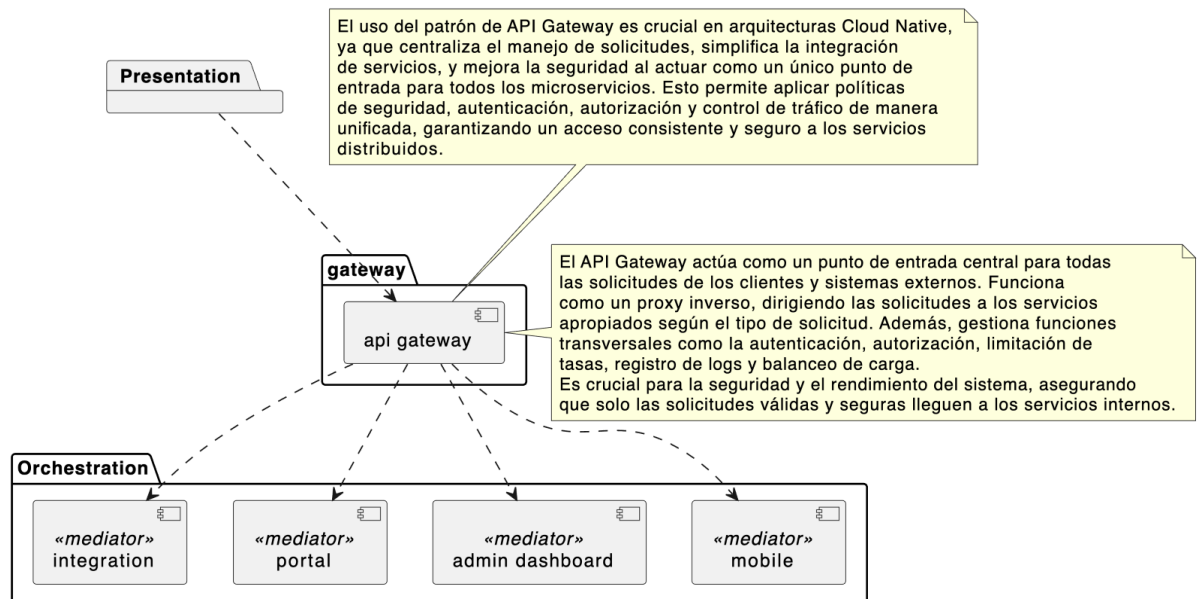 El uso del patrón de API Gateway es crucial en arquitecturas Cloud Native,
ya que centraliza el manejo de solicitudes, simplifica la integración
de servicios, y mejora la seguridad al actuar como un único punto de
entrada para todos los microservicios. Esto permite aplicar políticas
de seguridad, autenticación, autorización y control de tráfico de manera
unificada, garantizando un acceso consistente y seguro a los servicios
distribuidos.
Presentation
gateway
api gateway
El API Gateway actúa como un punto de entrada central para todas
las solicitudes de los clientes y sistemas externos. Funciona
como un proxy inverso, dirigiendo las solicitudes a los servicios
apropiados según el tipo de solicitud. Además, gestiona funciones
transversales como la autenticación, autorización, limitación de
tasas, registro de logs y balanceo de carga.
Es crucial para la seguridad y el rendimiento del sistema, asegurando
que solo las solicitudes válidas y seguras lleguen a los servicios internos.
Orchestration
«mediator»
integration
«mediator»
portal
«mediator»
admin dashboard
«mediator»
mobile